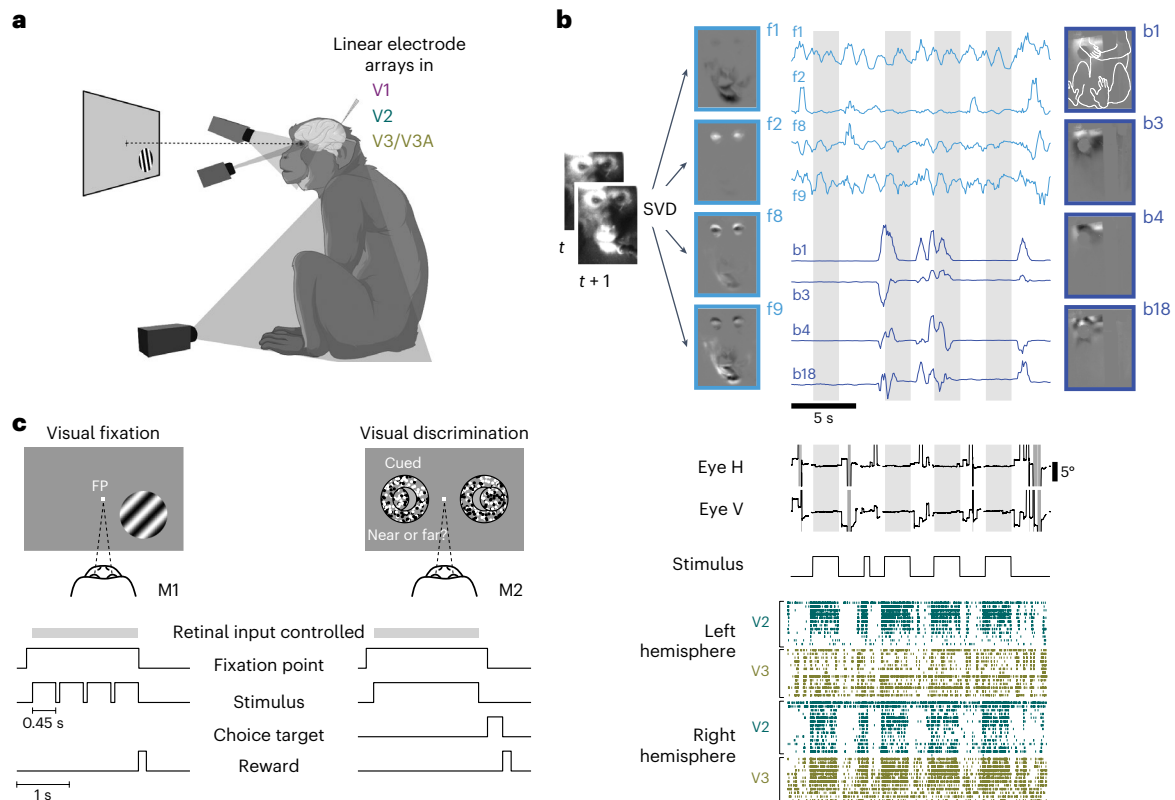 a
Linear electrode
arrays in
V1
V2
V3/V3A
b
t
t + 1
SVD
f1
f2
f8
f9
f1
f2
f8
f9
b1
b3
b4
b18
5 s
b1
b3
b4
b18
Eye H
Eye V
5°
Stimulus
Left
hemisphere
V2
V3
Right
hemisphere
V2
V3
c
Visual fixation
FP
M1
Visual discrimination
Cued
Near or far?
M2
Retinal input controlled
Fixation point
Stimulus
0.45 s
Choice target
Reward
1 s